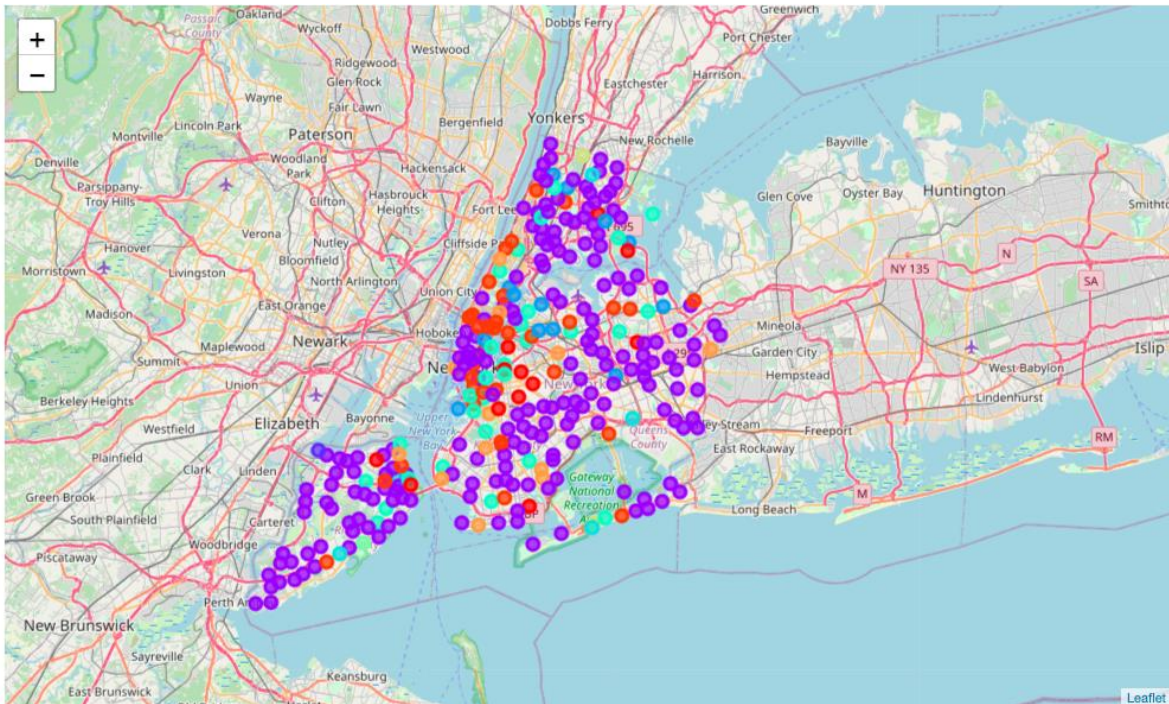 Greenwich
Passaic
County
Oakland
Dobbs Ferry
+
Wyckoff
Port Chester
−
Westwood
Ridgewood
Eastchester
Harrison
Glen Rock
Wayne
Fair Lawn
Lincoln Park
Bergenfield
Yonkers
Montville
Paterson
New Rochelle
Bayville
Denville
Woodland
Park
Hackensack
Parsippany-
Troy Hills
Clifton
Hasbrouck
Heights
Glen Cove
Oyster Bay
Huntington
Fort Lee
Hanover
Verona
Nutley
I 695
Cliffside
Bloomfield
Morristown
Livingston
North Arlington
N
NY 135
SA
East Orange
Union City
Madison
Hoboken
Mineola
Newark
Summit
Maplewood
Garden City
Islip
Hempstead
West Babylon
Union
New York
Berkeley Heights
Lindenhurst
Bayonne
Upper
New York
Bay
Elizabeth
Westfield
Queens
County
Valley Stream
Freeport
Plainfield
East Rockaway
RM
Clark
Linden
Gateway
National
Recreation
Green Brook
M
Long Beach
South Plainfield
Carteret
BP
Woodbridge
Piscataway
Perth
New Brunswick
Sayreville
Keansburg
East Brunswick
Leaflet